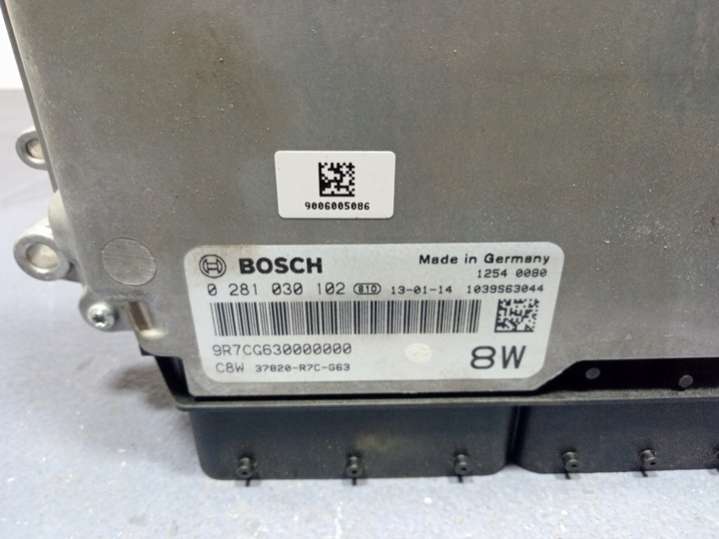 9006005086
BOSCH
Made in Germany
1254 0080
0 281 030 102 B10 13-01-14 1039S63044
9R7CG630000000
8W
C8W 37820-R7C-G63